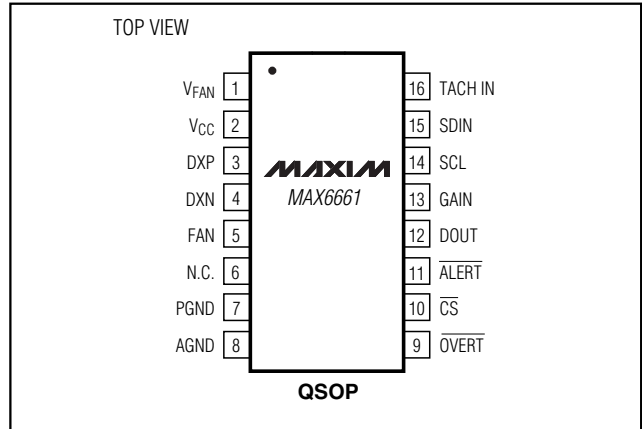 TOP VIEW
VFAN 1
VCC 2
DXP 3
DXN 4
FAN 5
N.C. 6
PGND 7
AGND 8
MAXIM
MAX6661
16 TACH IN
15 SDIN
14 SCL
13 GAIN
12 DOUT
11 ALERT
10 CS
9 OVERT
QSOP